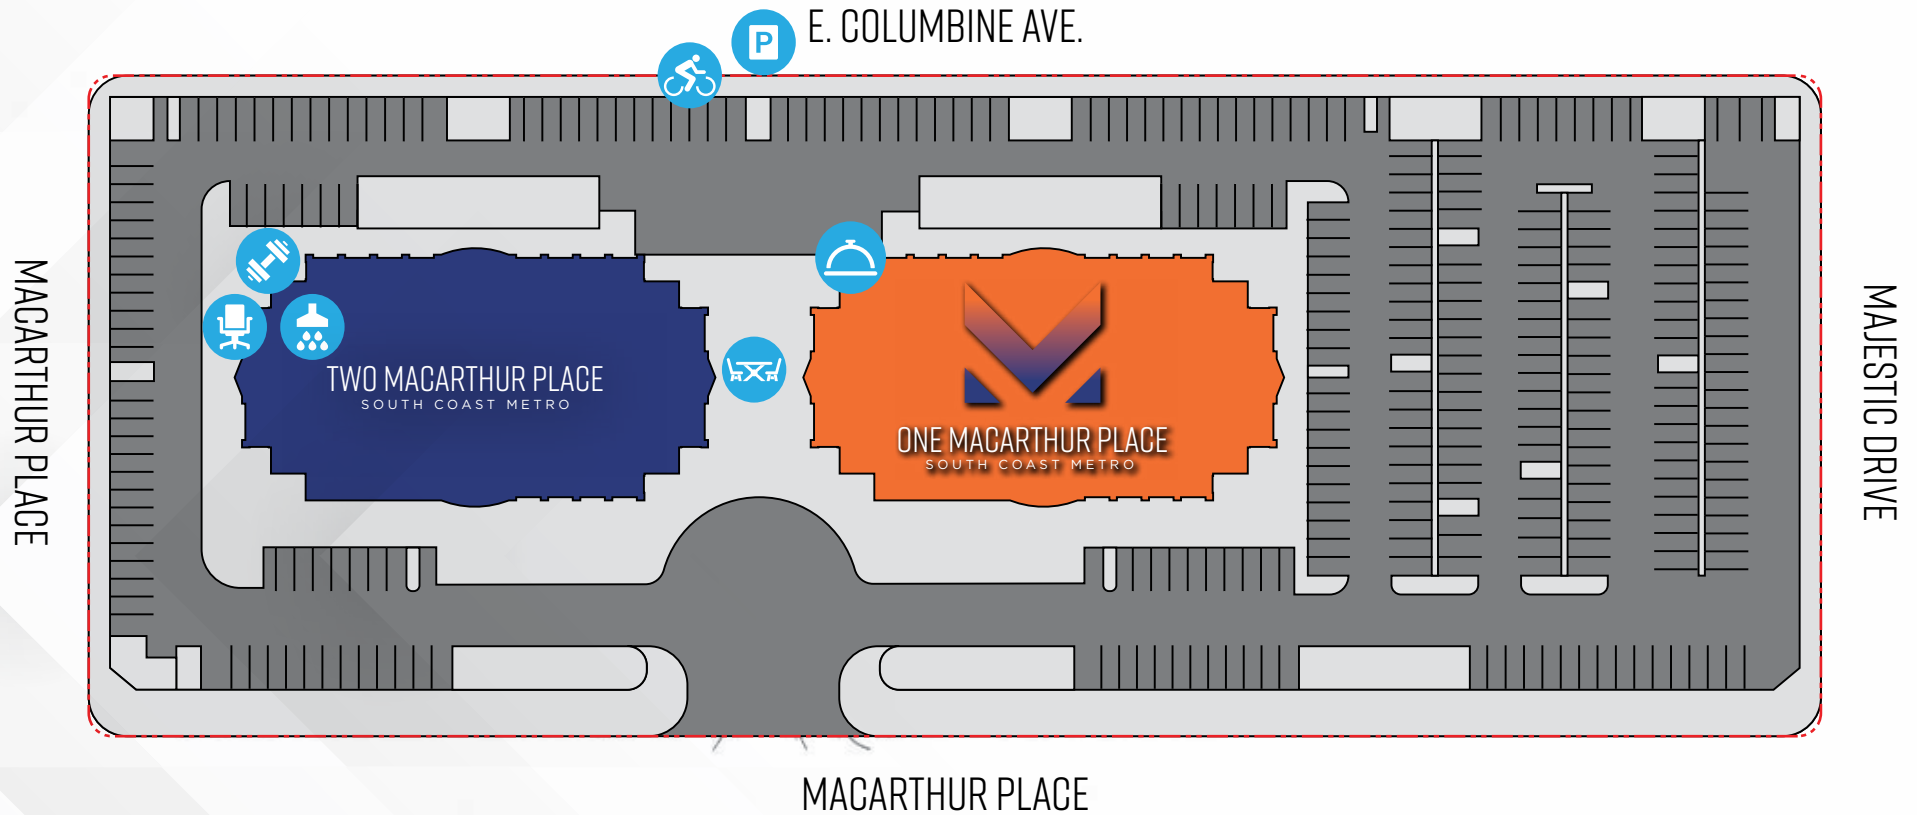 P
E. COLUMBINE AVE.
MACARTHUR PLACE
TWO MACARTHUR PLACE
SOUTH COAST METRO
ONE MACARTHUR PLACE
SOUTH COAST METRO
MAJESTIC DRIVE
MACARTHUR PLACE